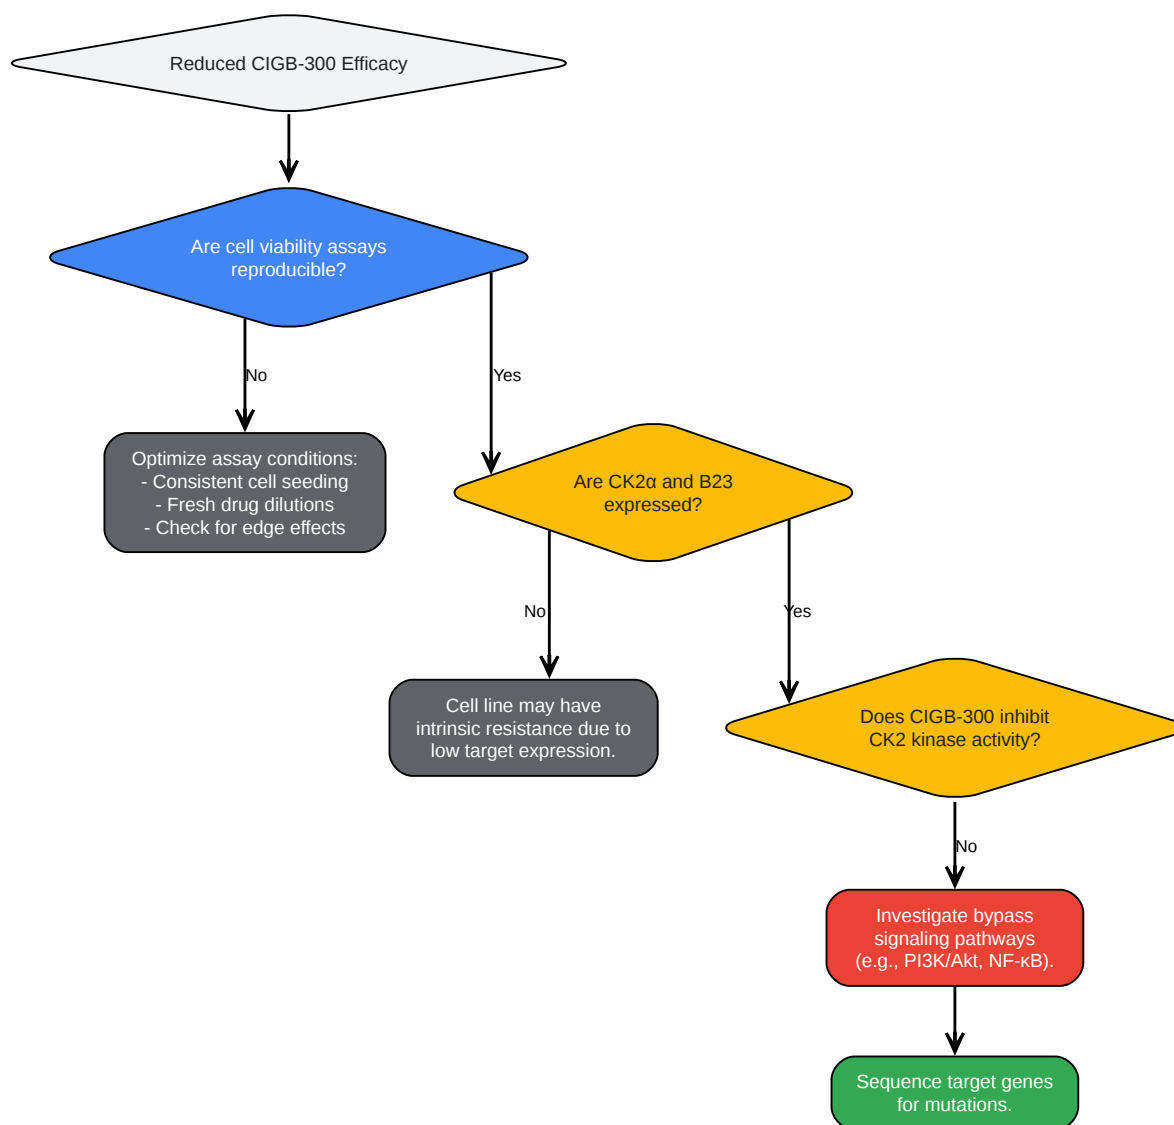 Reduced CIGB-300 Efficacy
Are cell viability assays
reproducible?
No
Yes
Optimize assay conditions:
- Consistent cell seeding
- Fresh drug dilutions
- Check for edge effects
Are CK2α and B23
expressed?
No
Yes
Cell line may have
intrinsic resistance due to
low target expression.
Does CIGB-300 inhibit
CK2 kinase activity?
No
Investigate bypass
signaling pathways
(e.g., PI3K/Akt, NF-κB).
Sequence target genes
for mutations.